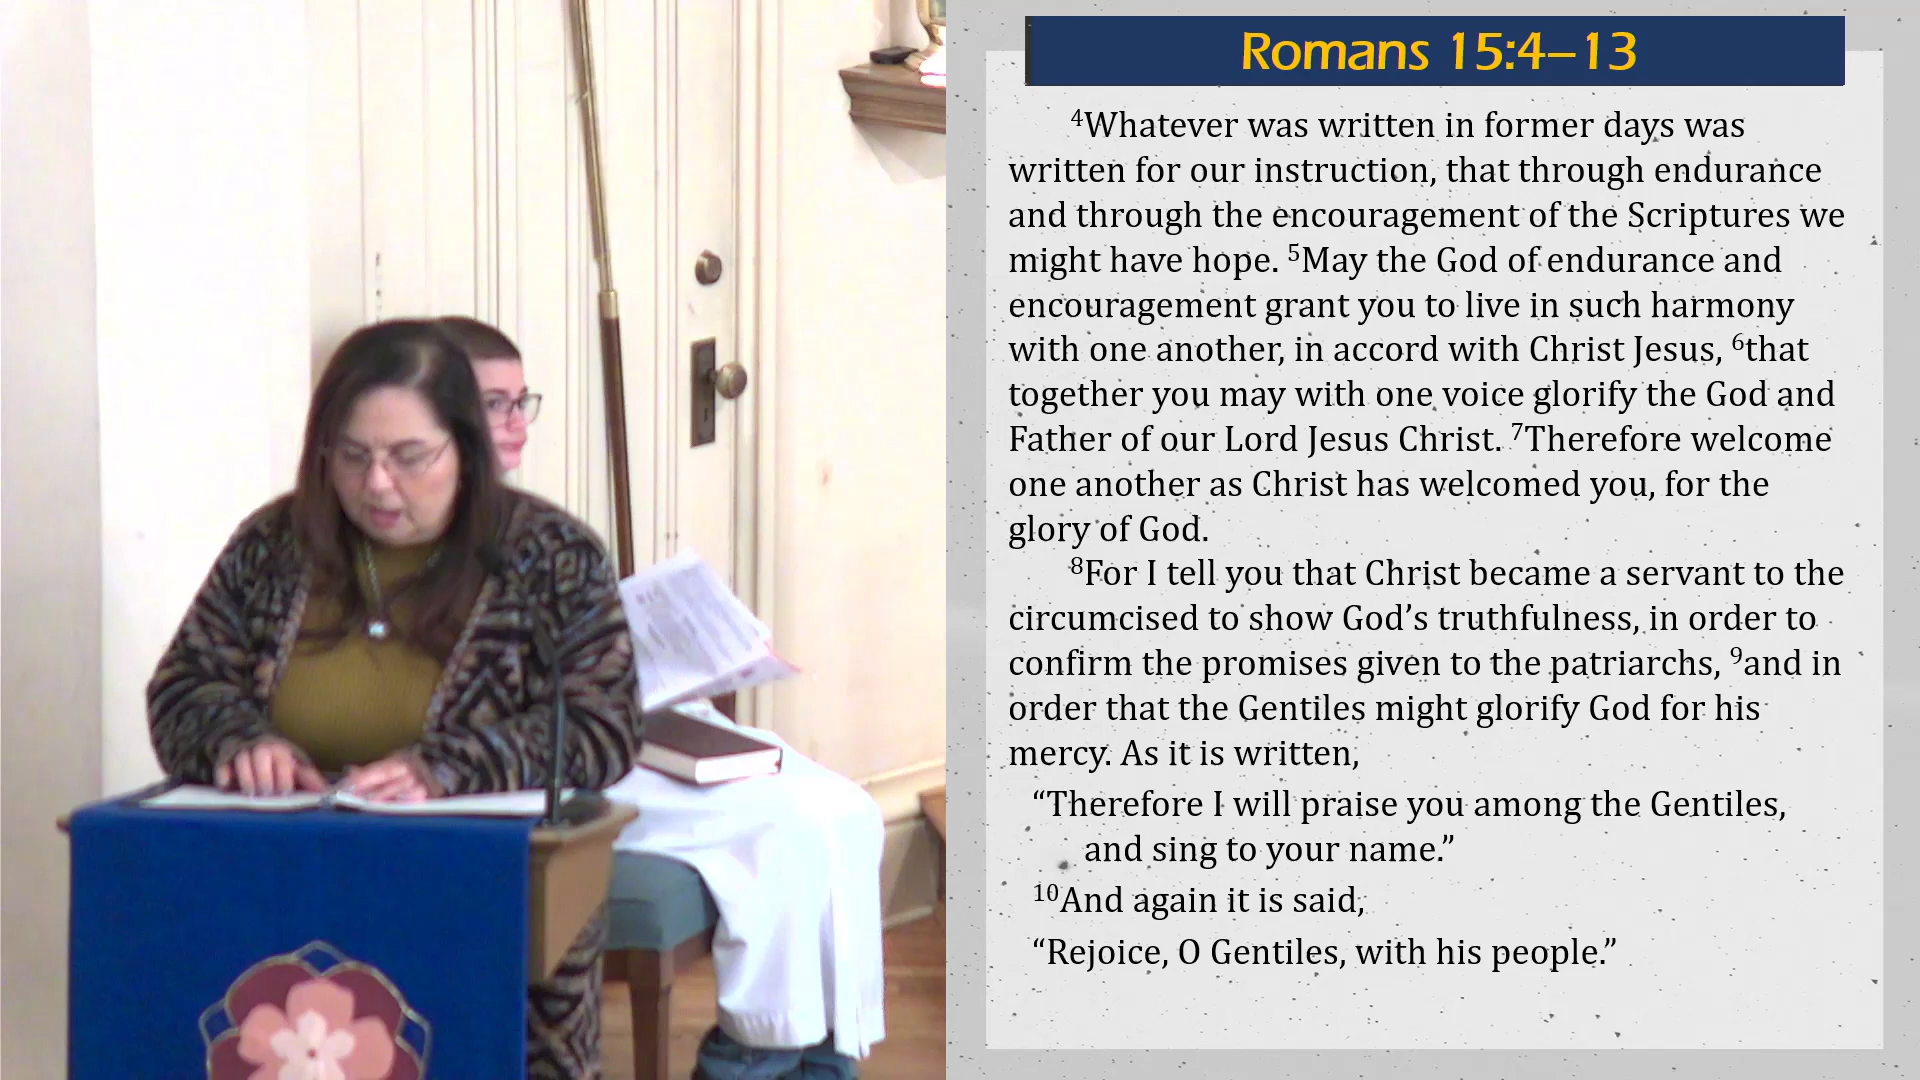 Romans 15:4–13
⁴Whatever was written in former days was
written for our instruction, that through endurance
and through the encouragement of the Scriptures we
might have hope. ⁵May the God of endurance and
encouragement grant you to live in such harmony
with one another, in accord with Christ Jesus, ⁶that
together you may with one voice glorify the God and
Father of our Lord Jesus Christ. ⁷Therefore welcome
one another as Christ has welcomed you, for the
glory of God.
⁸For I tell you that Christ became a servant to the
circumcised to show God’s truthfulness, in order to
confirm the promises given to the patriarchs, ⁹and in
order that the Gentiles might glorify God for his
mercy. As it is written,
“Therefore I will praise you among the Gentiles,
and sing to your name.”
¹⁰And again it is said,
“Rejoice, O Gentiles, with his people.”